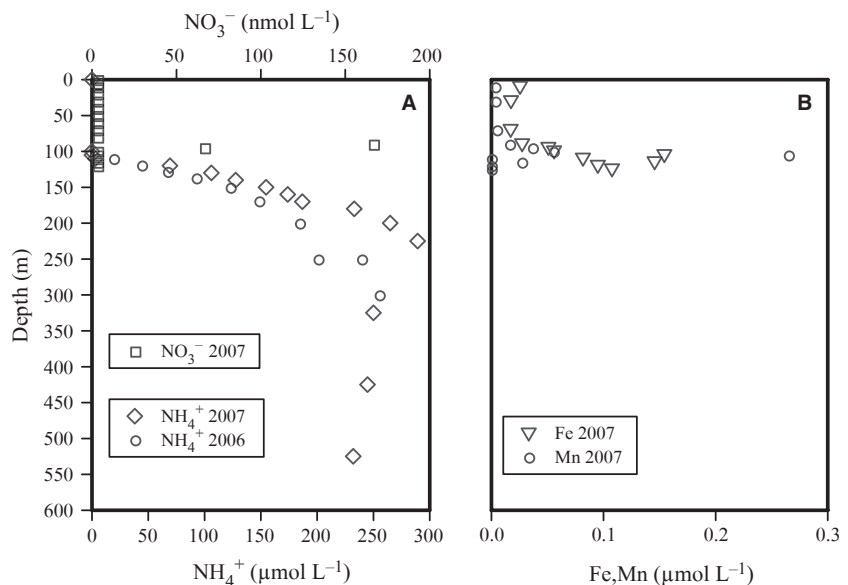 NO₃⁻ (nmol L⁻¹)
0 50 100 150 200
A
B
0
50
100
150
200
250
300
350
400
450
500
550
600
Depth (m)
NO₃⁻ 2007
NH₄⁺ 2007
NH₄⁺ 2006
Fe 2007
Mn 2007
0 50 100 150 200 250 300
0.0 0.1 0.2 0.3
NH₄⁺ (µmol L⁻¹)
Fe,Mn (µmol L⁻¹)